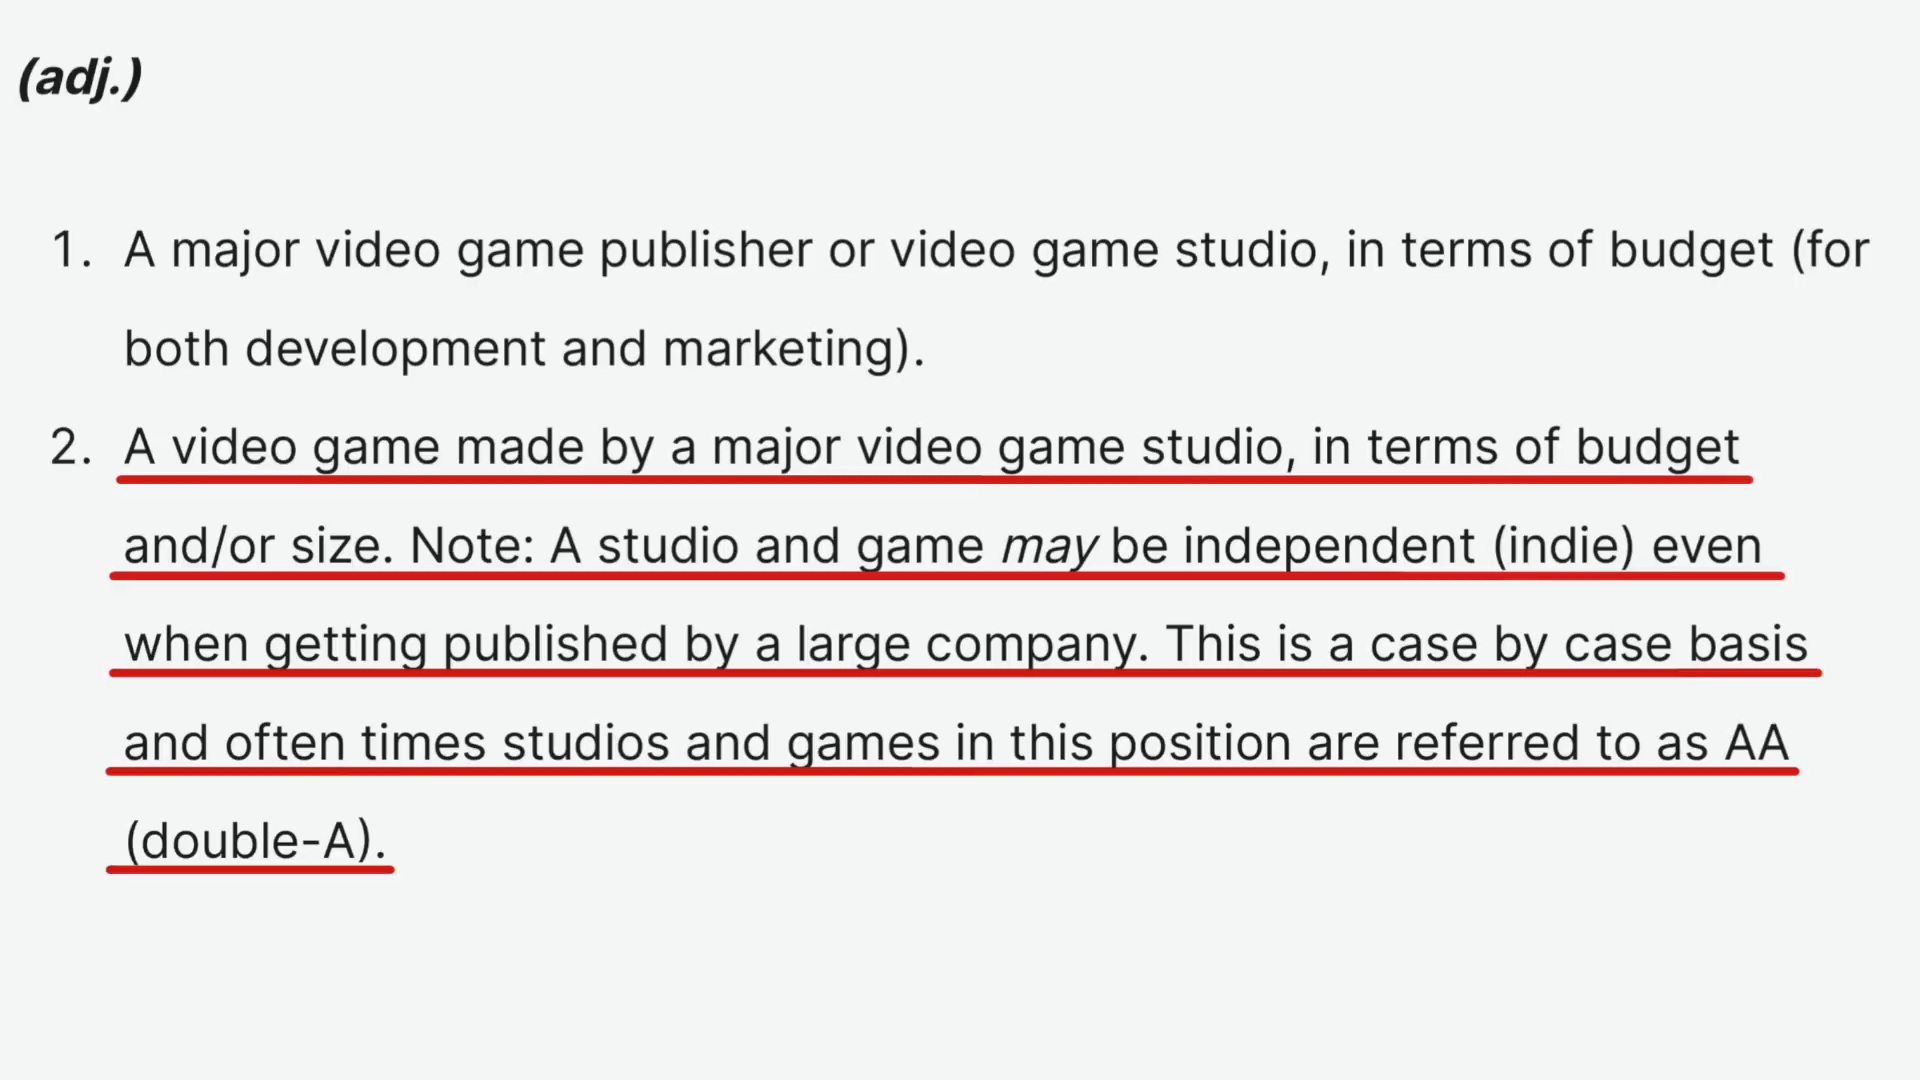 (adj.)
1. A major video game publisher or video game studio, in terms of budget (for
both development and marketing).
2. A video game made by a major video game studio, in terms of budget
and/or size. Note: A studio and game may be independent (indie) even
when getting published by a large company. This is a case by case basis
and often times studios and games in this position are referred to as AA
(double-A).